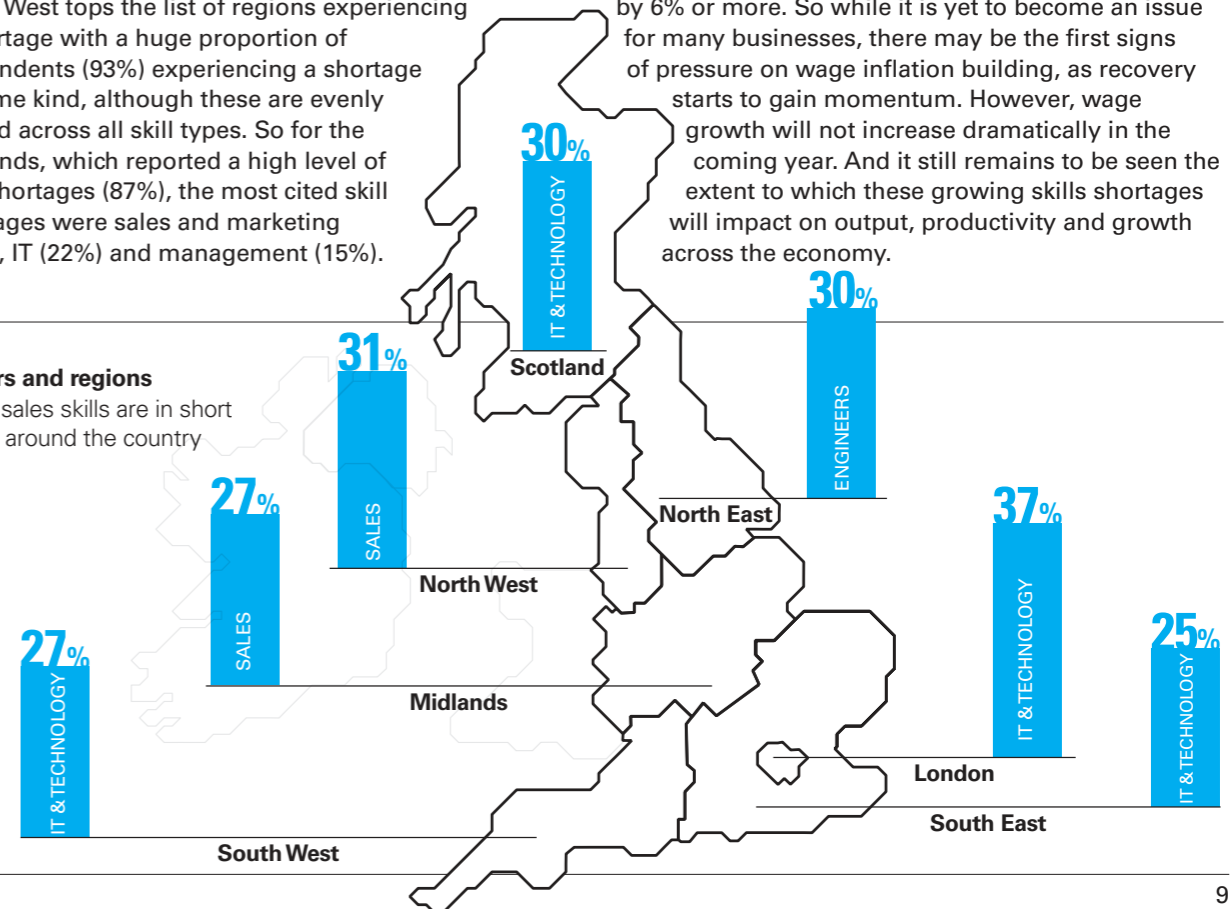 West tops the list of regions experiencing
rtage with a huge proportion of
ndents (93%) experiencing a shortage
me kind, although these are evenly
d across all skill types. So for the
nds, which reported a high level of
hortages (87%), the most cited skill
ages were sales and marketing
, IT (22%) and management (15%).
by 6% or more. So while it is yet to become an issue
for many businesses, there may be the first signs
of pressure on wage inflation building, as recovery
starts to gain momentum. However, wage
growth will not increase dramatically in the
coming year. And it still remains to be seen the
extent to which these growing skills shortages
will impact on output, productivity and growth
across the economy.
rs and regions
sales skills are in short
around the country
30%
IT & TECHNOLOGY
Scotland
30%
ENGINEERS
North East
31%
SALES
North West
27%
SALES
Midlands
37%
IT & TECHNOLOGY
London
25%
IT & TECHNOLOGY
South East
27%
IT & TECHNOLOGY
South West
9